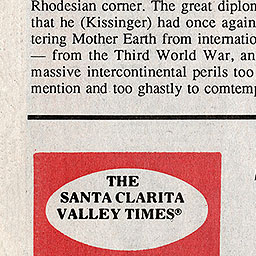 Rhodesian corner. The great diplom
that he (Kissinger) had once again
tering Mother Earth from internatio
— from the Third World War, an
massive intercontinental perils too
mention and too ghastly to comtemp
THE
SANTA CLARITA
VALLEY TIMES®